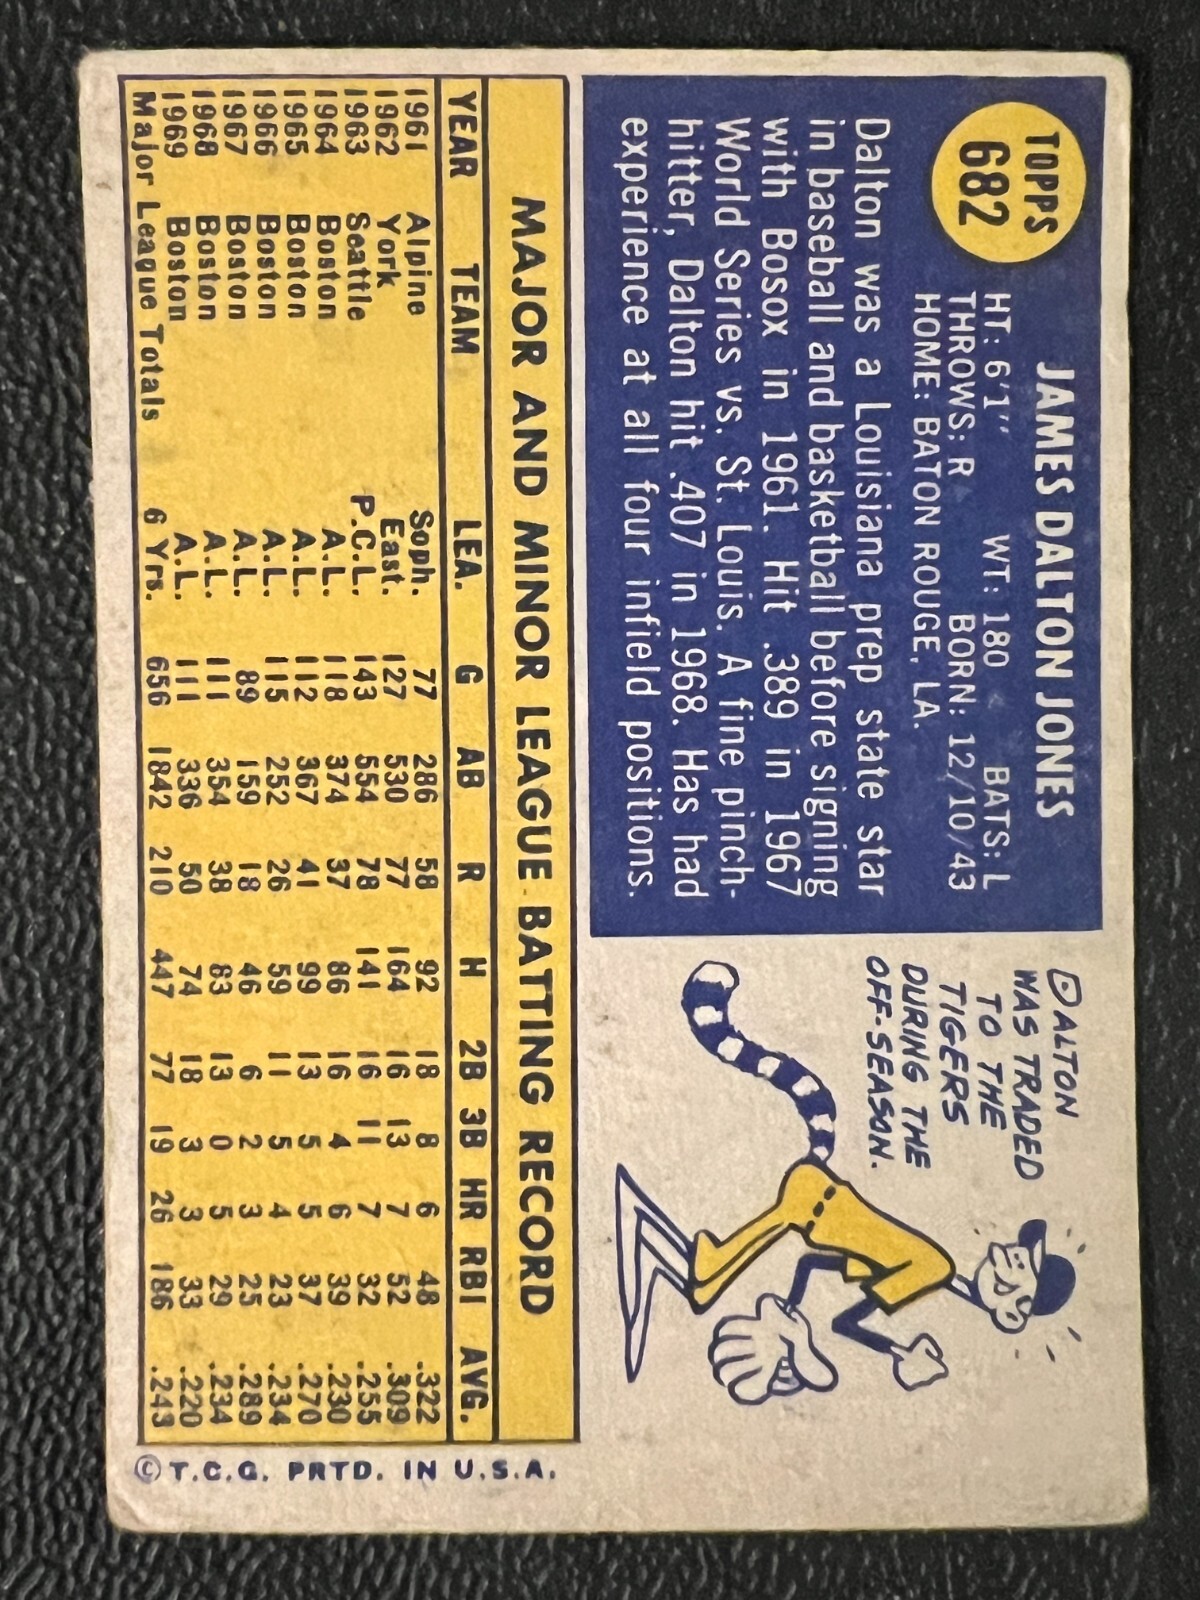 TOPPS
682
JAMES DALTON JONES
HT: 6'1" WT: 180 BATS: L
THROWS: R BORN: 12/10/43
HOME: BATON ROUGE, LA.
Dalton was a Louisiana prep state star
in baseball and basketball before signing
with Bosox in 1961. Hit .389 in 1967
World Series vs. St. Louis. A fine pinch-
hitter, Dalton hit .407 in 1968. Has had
experience at all four infield positions.
DALTON
WAS TRADED
TO THE
TIGERS
DURING THE
OFF-SEASON.
MAJOR AND MINOR LEAGUE BATTING RECORD
YEAR TEAM LEA. G AB R H 2B 3B HR RBI AVG.
1961 Alpine Soph. 77 286 58 92 18 8 6 48 .322
1962 York East. 127 530 77 164 16 13 7 52 .309
1963 Seattle P.C.L. 143 554 78 141 16 11 7 32 .255
1964 Boston A.L. 118 374 37 86 16 4 6 39 .230
1965 Boston A.L. 112 367 41 99 13 5 5 37 .270
1966 Boston A.L. 115 252 26 59 11 5 4 23 .234
1967 Boston A.L. 89 159 18 46 6 2 3 25 .289
1968 Boston A.L. 111 354 38 83 13 0 5 29 .234
1969 Boston A.L. 111 336 50 74 18 3 3 33 .220
Major League Totals 6 Yrs. 656 1842 210 447 77 19 26 186 .243
© T.C.G. PRTD. IN U.S.A.